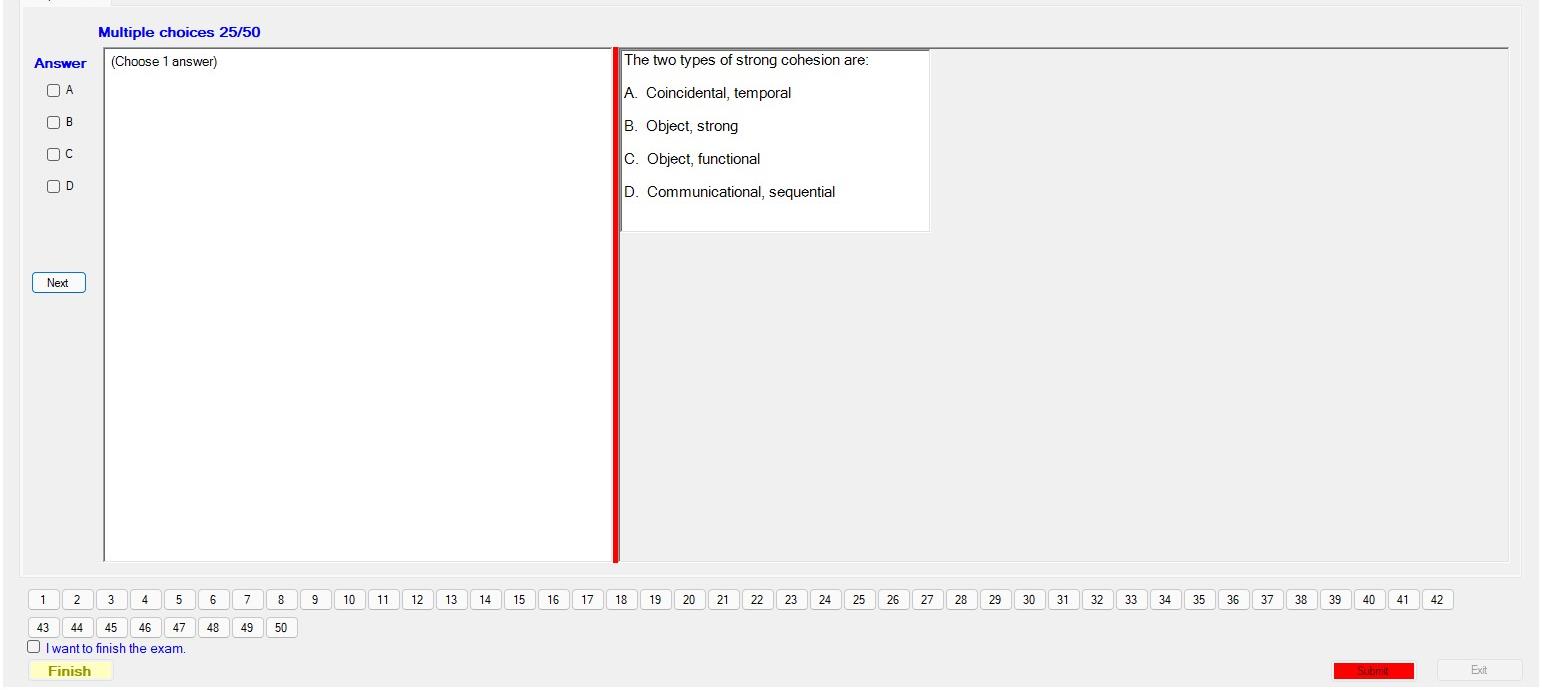 Multiple choices 25/50
Answer
(Choose 1 answer)
A
B
C
D
Next
The two types of strong cohesion are:
A. Coincidental, temporal
B. Object, strong
C. Object, functional
D. Communicational, sequential
1 2 3 4 5 6 7 8 9 10 11 12 13 14 15 16 17 18 19 20 21 22 23 24 25 26 27 28 29 30 31 32 33 34 35 36 37 38 39 40 41 42
43 44 45 46 47 48 49 50
I want to finish the exam.
Finish
Submit
Exit